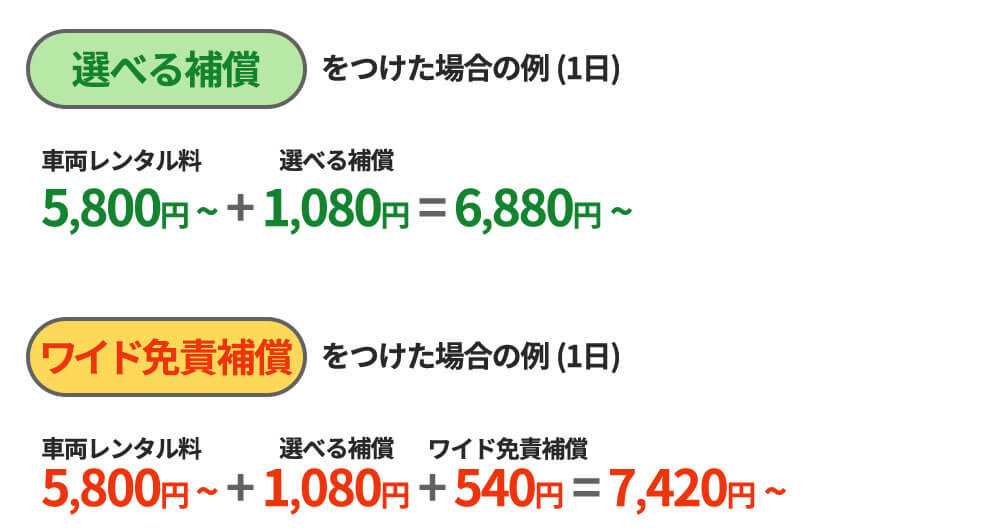 選べる補償 をつけた場合の例 (1日)
車両レンタル料 選べる補償
5,800円~ + 1,080円 = 6,880円~
ワイド免責補償 をつけた場合の例 (1日)
車両レンタル料 選べる補償 ワイド免責補償
5,800円~ + 1,080円 + 540円 = 7,420円~